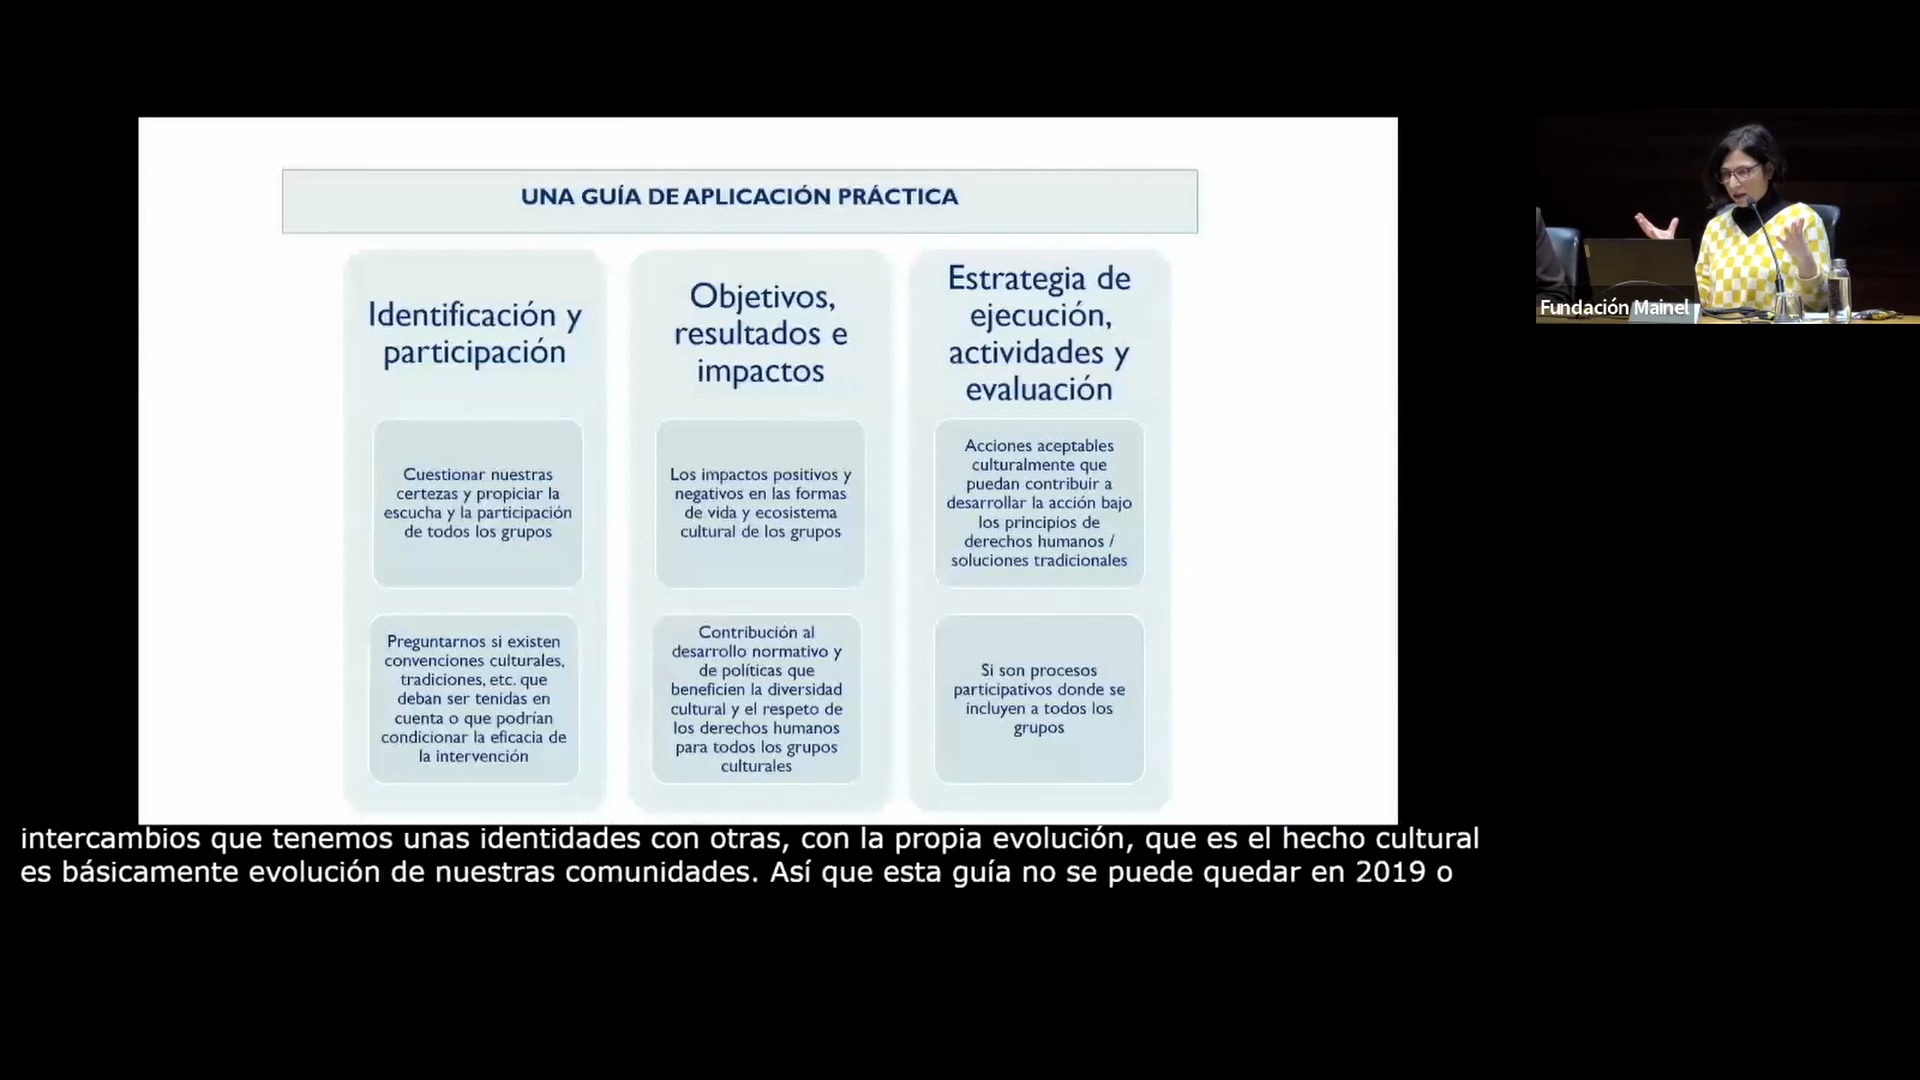 UNA GUÍA DE APLICACIÓN PRÁCTICA
Identificación y
participación
Cuestionar nuestras
certezas y propiciar la
escucha y la participación
de todos los grupos
Preguntarnos si existen
convenciones culturales,
tradiciones, etc. que
deban ser tenidas en
cuenta o que podrían
condicionar la eficacia de
la intervención
Objetivos,
resultados e
impactos
Los impactos positivos y
negativos en las formas
de vida y ecosistema
cultural de los grupos
Contribución al
desarrollo normativo y
de políticas que
beneficien la diversidad
cultural y el respeto de
los derechos humanos
para todos los grupos
culturales
Estrategia de
ejecución,
actividades y
evaluación
Acciones aceptables
culturalmente que
puedan contribuir a
desarrollar la acción bajo
los principios de
derechos humanos /
soluciones tradicionales
Si son procesos
participativos donde se
incluyen a todos los
grupos
Fundación Mainel
intercambios que tenemos unas identidades con otras, con la propia evolución, que es el hecho cultural
es básicamente evolución de nuestras comunidades. Así que esta guía no se puede quedar en 2019 o